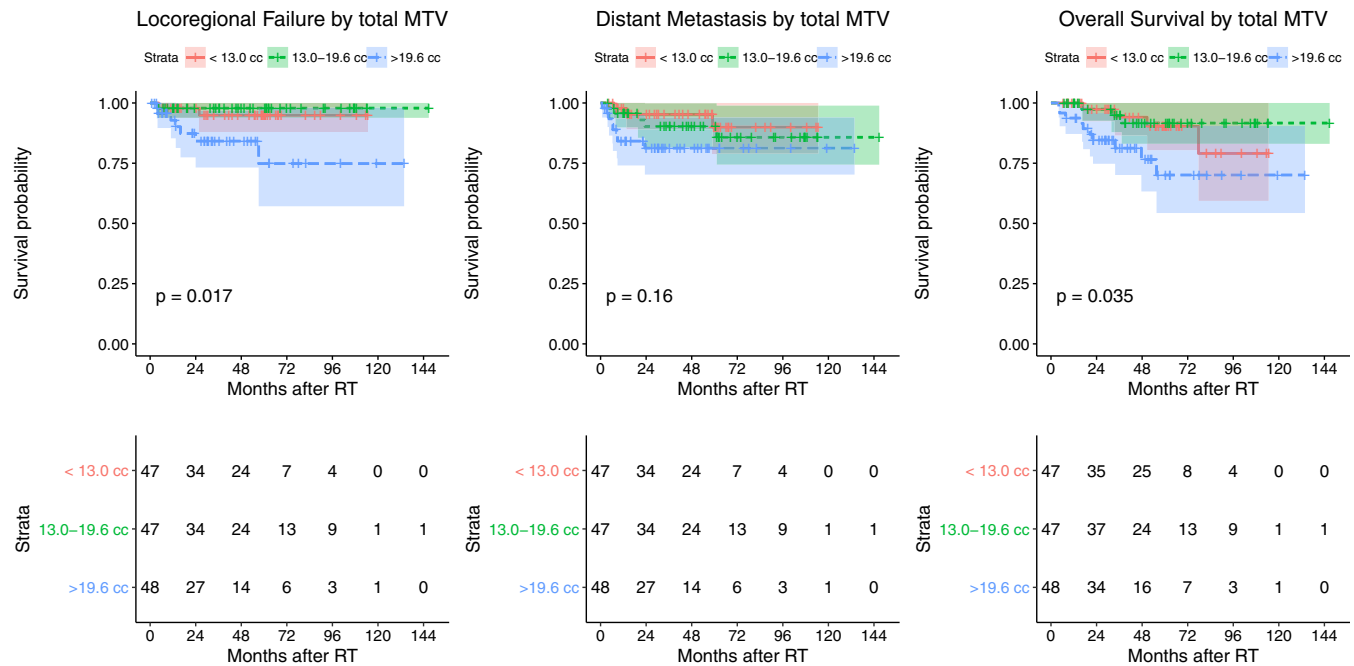 Locoregional Failure by total MTV
Strata < 13.0 cc 13.0−19.6 cc >19.6 cc
1.00
0.75
0.50
0.25
0.00
Survival probability
p = 0.017
0 24 48 72 96 120 144
Months after RT
Distant Metastasis by total MTV
Strata < 13.0 cc 13.0−19.6 cc >19.6 cc
1.00
0.75
0.50
0.25
0.00
Survival probability
p = 0.16
0 24 48 72 96 120 144
Months after RT
Overall Survival by total MTV
Strata < 13.0 cc 13.0−19.6 cc >19.6 cc
1.00
0.75
0.50
0.25
0.00
Survival probability
p = 0.035
0 24 48 72 96 120 144
Months after RT
Strata
< 13.0 cc 47 34 24 7 4 0 0
13.0−19.6 cc 47 34 24 13 9 1 1
>19.6 cc 48 27 14 6 3 1 0
0 24 48 72 96 120 144
Months after RT
Strata
< 13.0 cc 47 34 24 7 4 0 0
13.0−19.6 cc 47 34 24 13 9 1 1
>19.6 cc 48 27 14 6 3 1 0
0 24 48 72 96 120 144
Months after RT
Strata
< 13.0 cc 47 35 25 8 4 0 0
13.0−19.6 cc 47 37 24 13 9 1 1
>19.6 cc 48 34 16 7 3 1 0
0 24 48 72 96 120 144
Months after RT